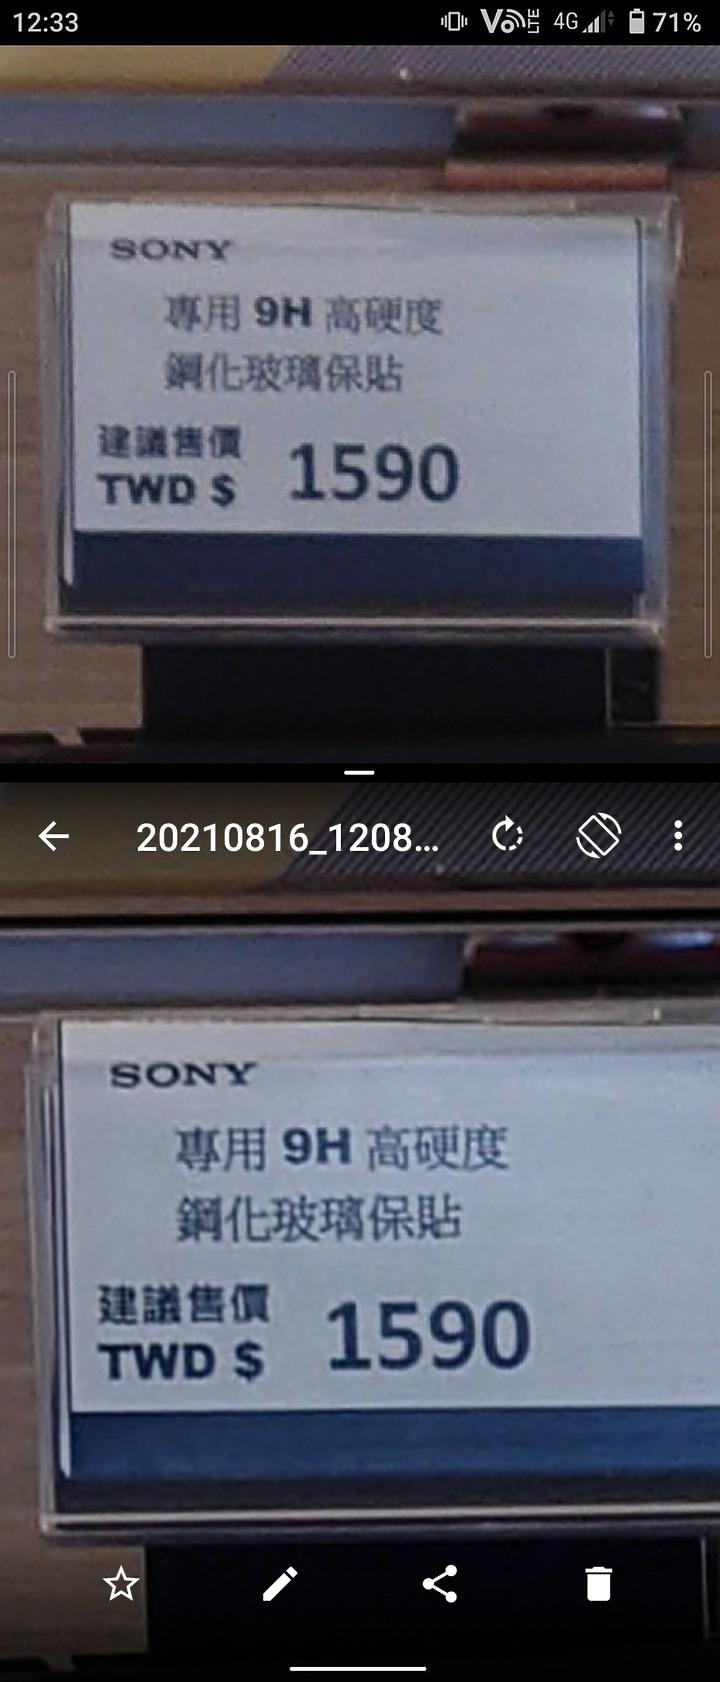 12:33
Vo LTE 4G 71%
SONY
專用 9H 高硬度
鋼化玻璃保貼
建議售價
TWD $ 1590
20210816_1208...
SONY
專用 9H 高硬度
鋼化玻璃保貼
建議售價
TWD $ 1590